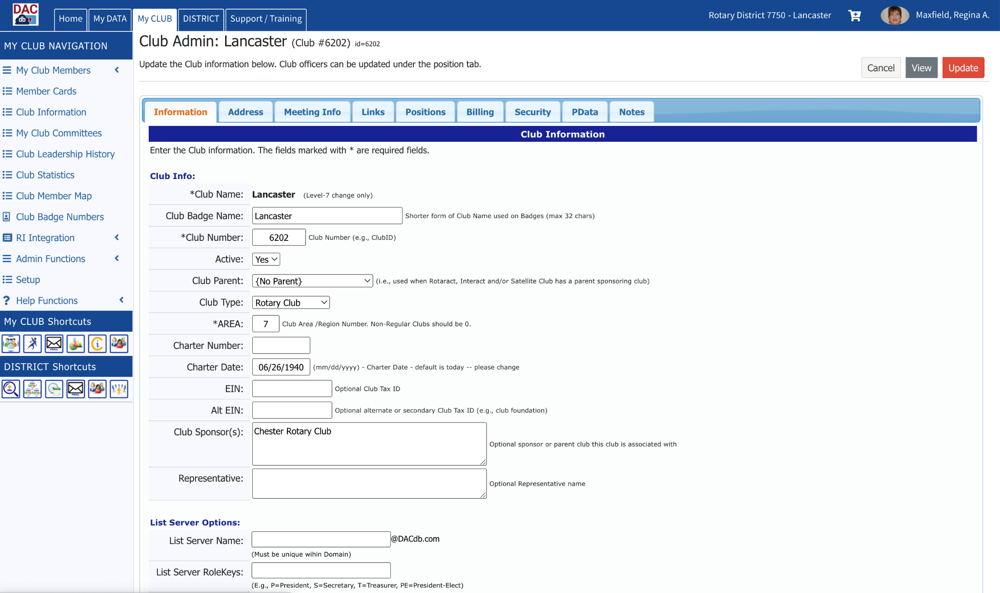 DAC
db
Home
My DATA
My CLUB
DISTRICT
Support / Training
Rotary District 7750 - Lancaster
Maxfield, Regina A.
MY CLUB NAVIGATION
My Club Members
Member Cards
Club Information
My Club Committees
Club Leadership History
Club Statistics
Club Member Map
Club Badge Numbers
RI Integration
Admin Functions
Setup
? Help Functions
My CLUB Shortcuts
PMAIL
i
DISTRICT Shortcuts
PMAIL
Club Admin: Lancaster (Club #6202) id=6202
Update the Club information below. Club officers can be updated under the position tab.
Cancel
View
Update
Information
Address
Meeting Info
Links
Positions
Billing
Security
PData
Notes
Club Information
Enter the Club information. The fields marked with * are required fields.
Club Info:
*Club Name: Lancaster (Level-7 change only)
Club Badge Name: Lancaster Shorter form of Club Name used on Badges (max 32 chars)
*Club Number: 6202 Club Number (e.g., ClubID)
Active: Yes
Club Parent: {No Parent} (i.e., used when Rotaract, Interact and/or Satellite Club has a parent sponsoring club)
Club Type: Rotary Club
*AREA: 7 Club Area /Region Number. Non-Regular Clubs should be 0.
Charter Number:
Charter Date: 06/26/1940 (mm/dd/yyyy) - Charter Date - default is today -- please change
EIN: Optional Club Tax ID
Alt EIN: Optional alternate or secondary Club Tax ID (e.g., club foundation)
Club Sponsor(s): Chester Rotary Club
Optional sponsor or parent club this club is associated with
Representative: Optional Representative name
List Server Options:
List Server Name: @DACdb.com
(Must be unique wihin Domain)
List Server RoleKeys:
(E.g., P=President, S=Secretary, T=Treasurer, PE=President-Elect)